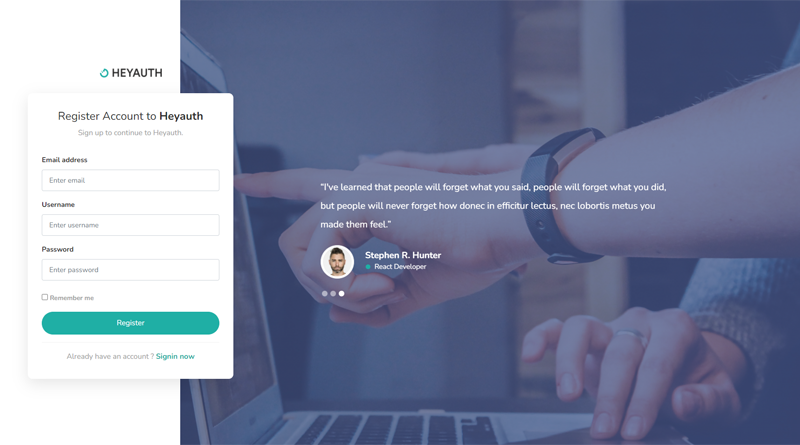 HEYAUTH
Register Account to Heyauth
Sign up to continue to Heyauth.
Email address
Enter email
Username
Enter username
Password
Enter password
Remember me
Register
Already have an account ? Signin now
"I've learned that people will forget what you said, people will forget what you did,
but people will never forget how donec in efficitur lectus, nec lobortis metus you
made them feel."
Stephen R. Hunter
React Developer